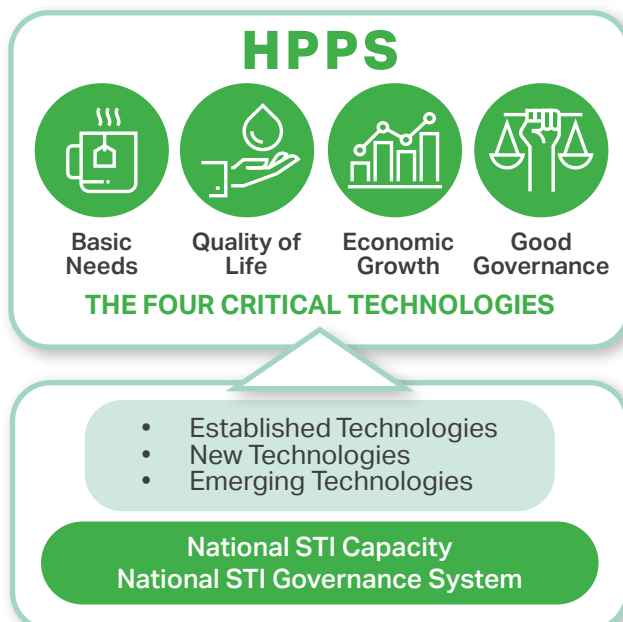 HPPS
Basic
Needs
Quality of
Life
Economic
Growth
Good
Governance
THE FOUR CRITICAL TECHNOLOGIES
• Established Technologies
• New Technologies
• Emerging Technologies
National STI Capacity
National STI Governance System